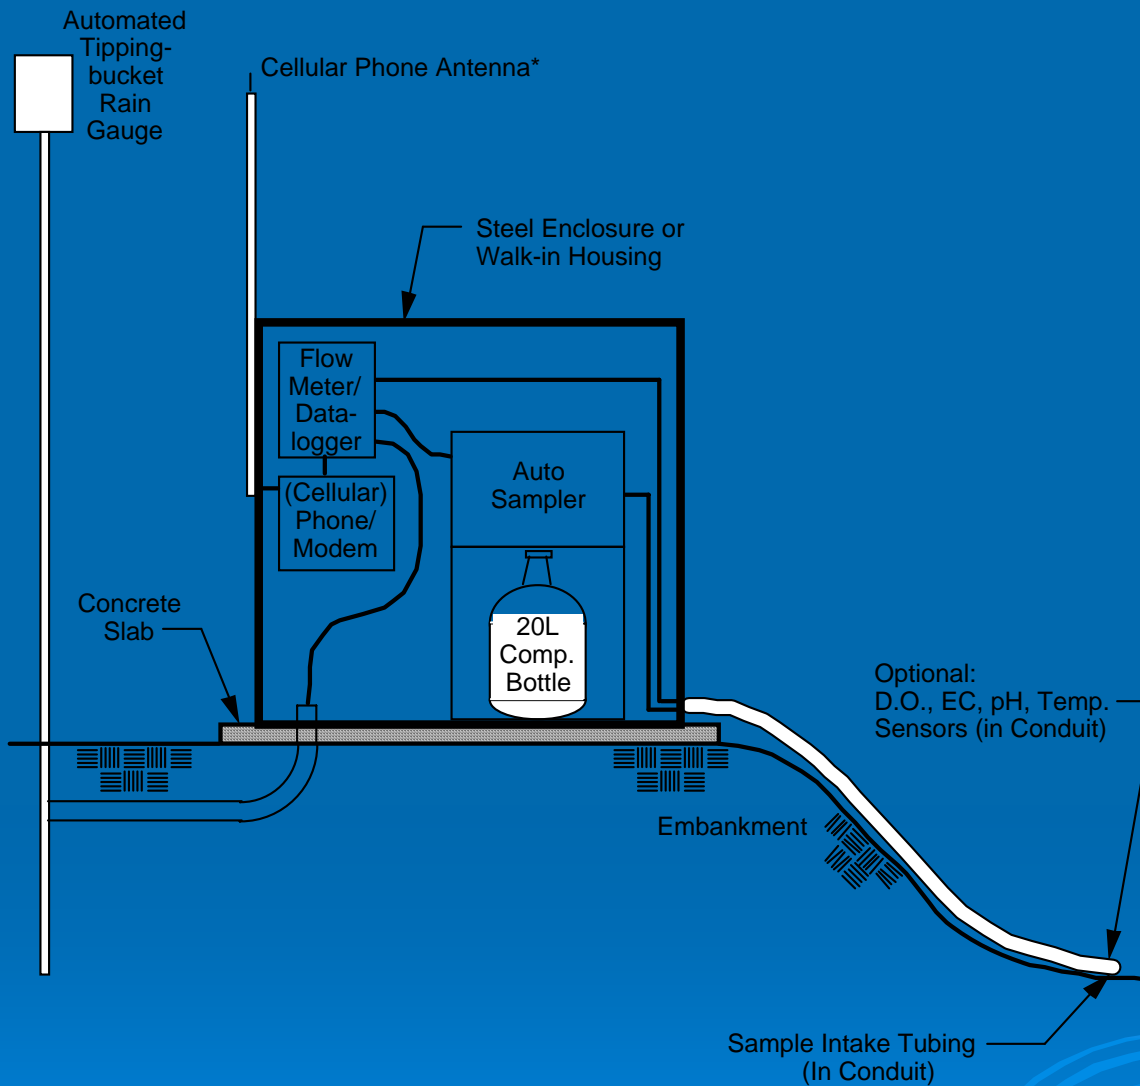 Automated
Tipping-
bucket
Rain
Gauge
Cellular Phone Antenna*
Steel Enclosure or
Walk-in Housing
Flow
Meter/
Data-
logger
(Cellular)
Phone/
Modem
Auto
Sampler
20L
Comp.
Bottle
Concrete
Slab
Optional:
D.O., EC, pH, Temp.
Sensors (in Conduit)
Embankment
Sample Intake Tubing
(In Conduit)